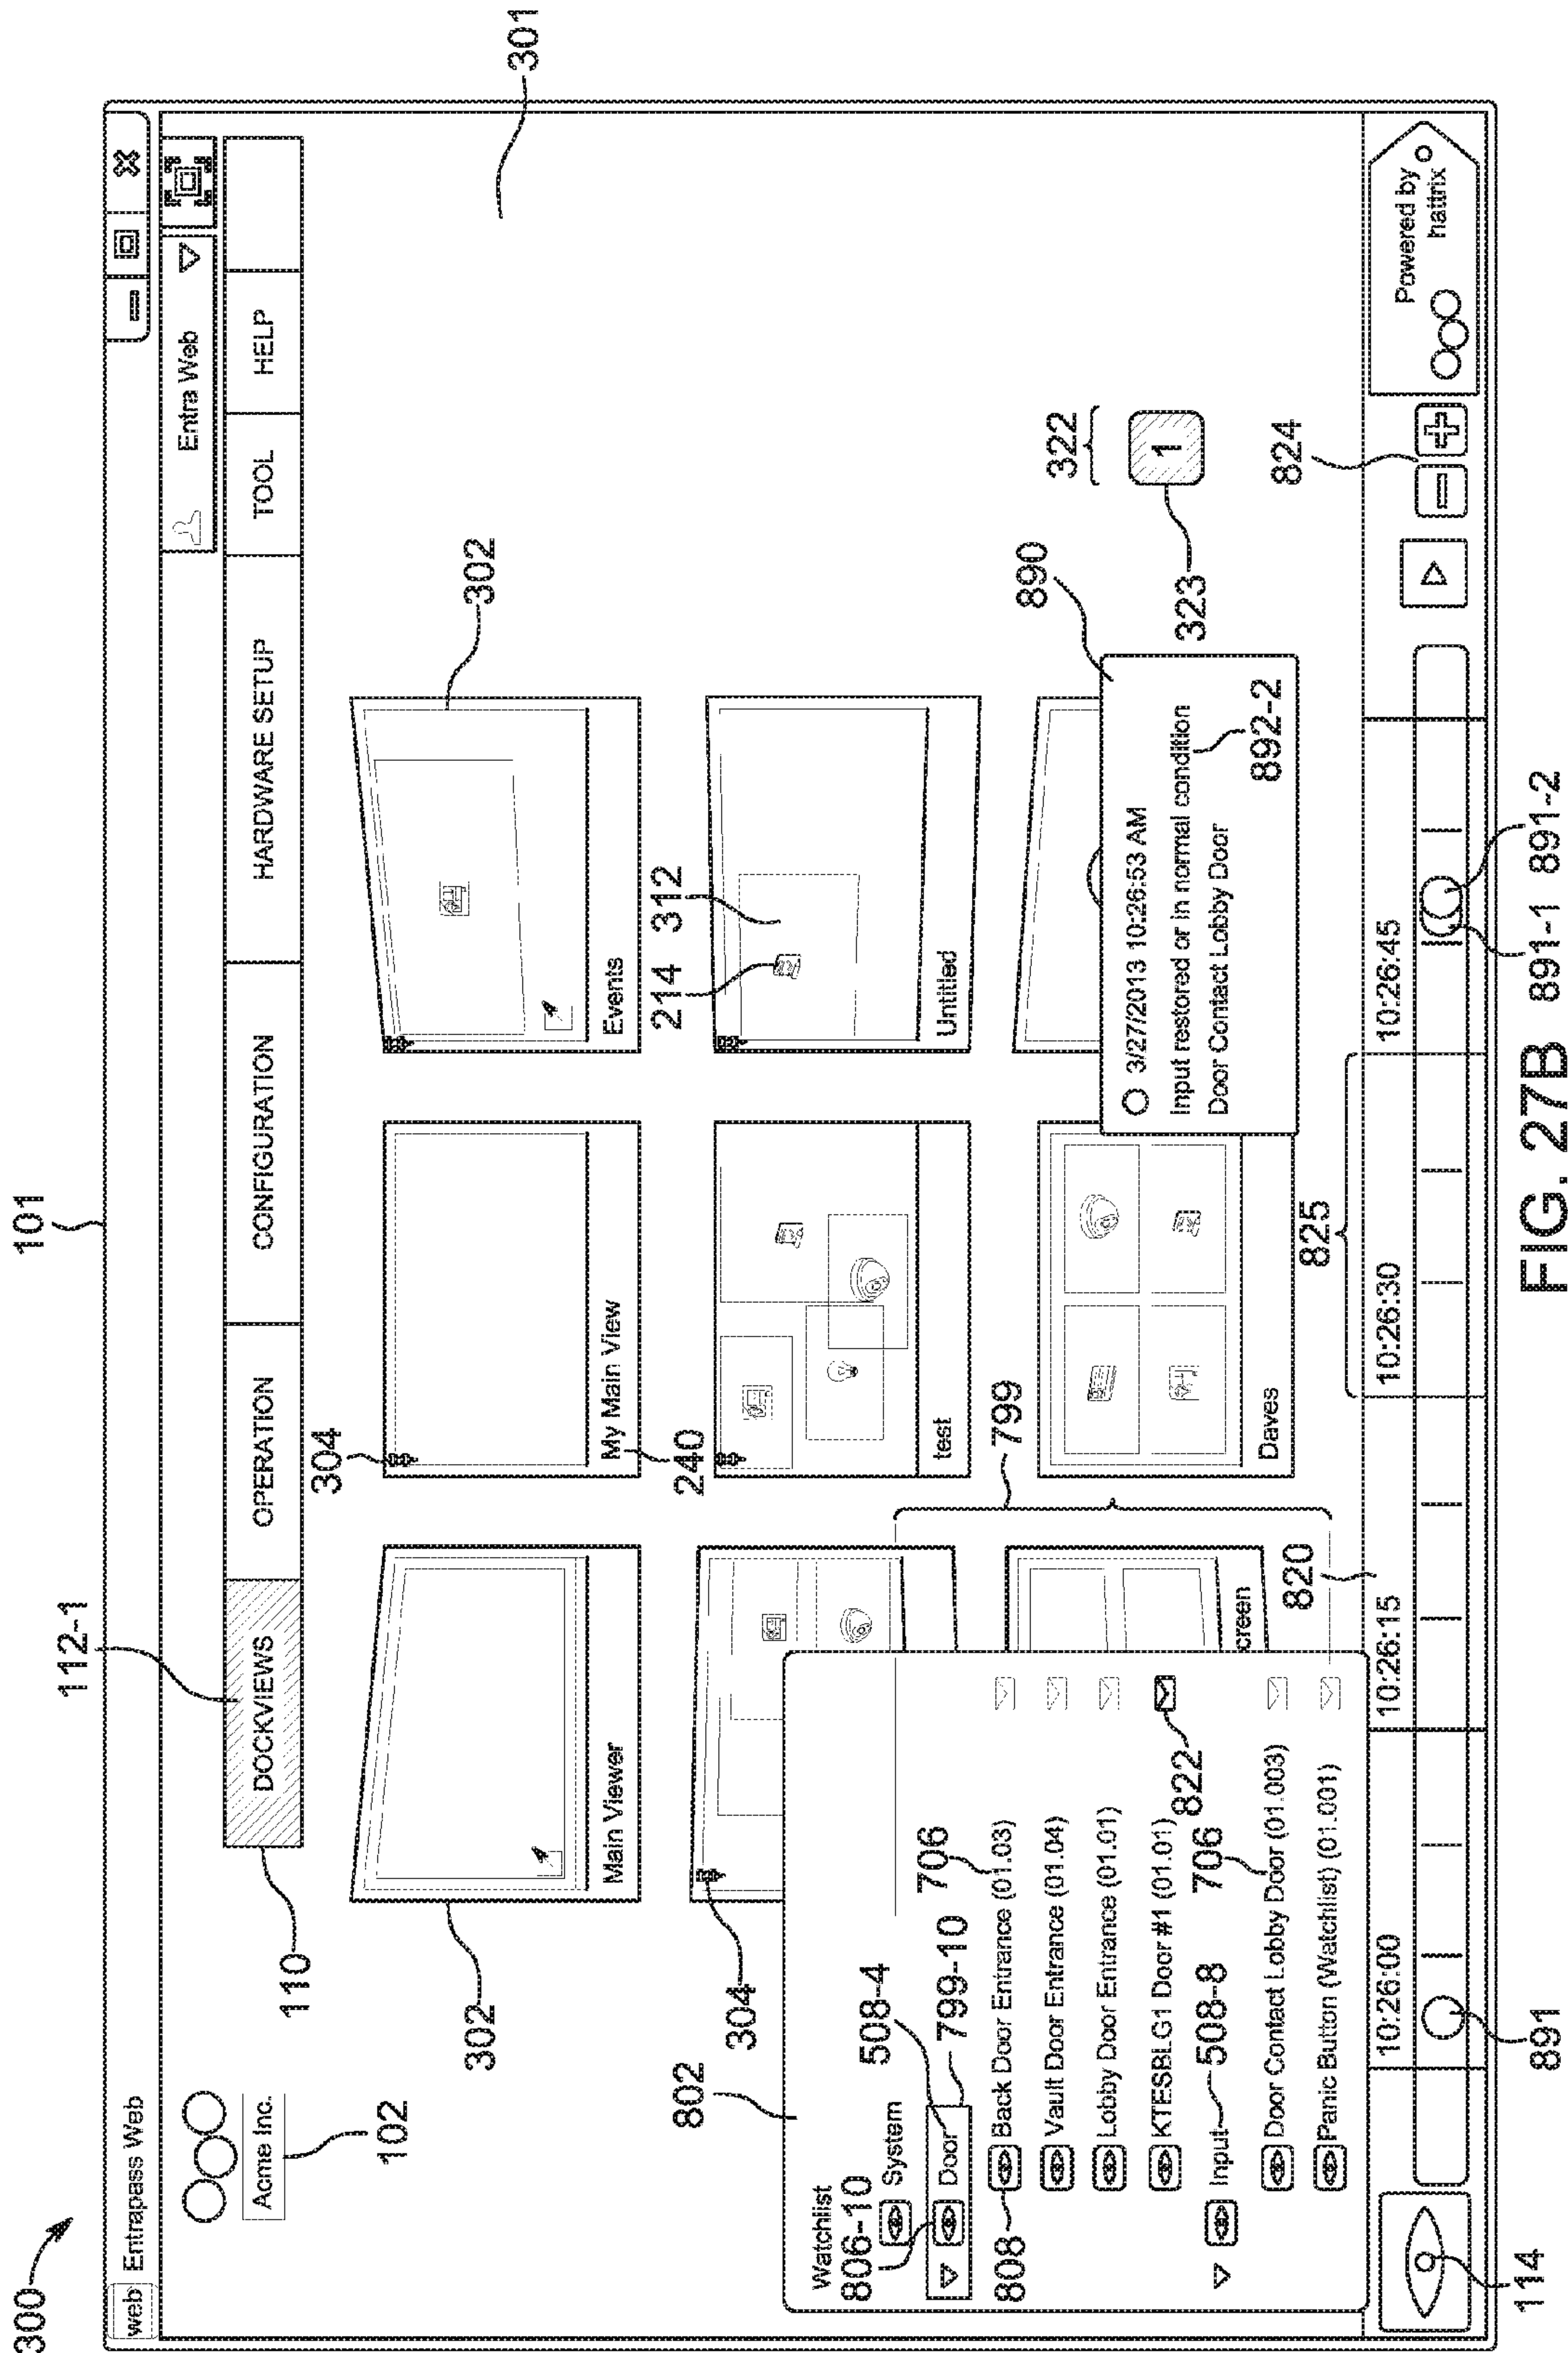 300
101
web Entrapass Web
Entra Web
Acme Inc.
102
110
112-1
DOCKVIEWS
OPERATION
CONFIGURATION
HARDWARE SETUP
TOOL
HELP
301
302
304
302
Main Viewer
My Main View
240
Events
214
312
304
test
Untitled
802
799
Watchlist
806-10
System
508-4
Door
799-10
706
808
Back Door Entrance (01.03)
Vault Door Entrance (01.04)
Lobby Door Entrance (01.01)
KTESBLG1 Door #1 (01.01)
822
Input
508-8
706
Door Contact Lobby Door (01.003)
Panic Button (Watchlist) (01.001)
creen
820
Daves
825
3/27/2013 10:26:53 AM
Input restored or in normal condition
Door Contact Lobby Door
892-2
890
322
1
323
824
10:26:00
10:26:15
10:26:30
10:26:45
Powered by
hattrix
114
891
891-1
891-2
FIG. 27B